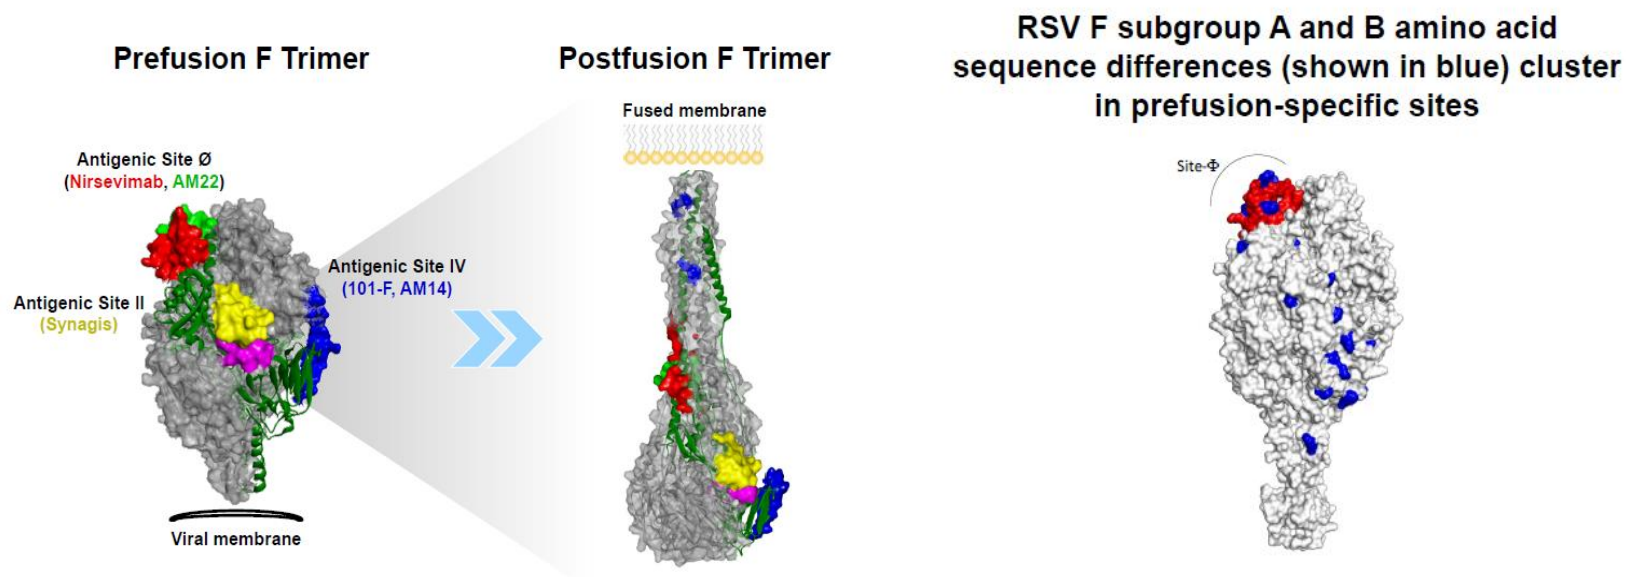 Prefusion F Trimer
Antigenic Site Ø
(Nirsevimab, AM22)
Antigenic Site II
(Synagis)
Antigenic Site IV
(101-F, AM14)
Viral membrane
Postfusion F Trimer
Fused membrane
RSV F subgroup A and B amino acid
sequence differences (shown in blue) cluster
in prefusion-specific sites
Site-Φ